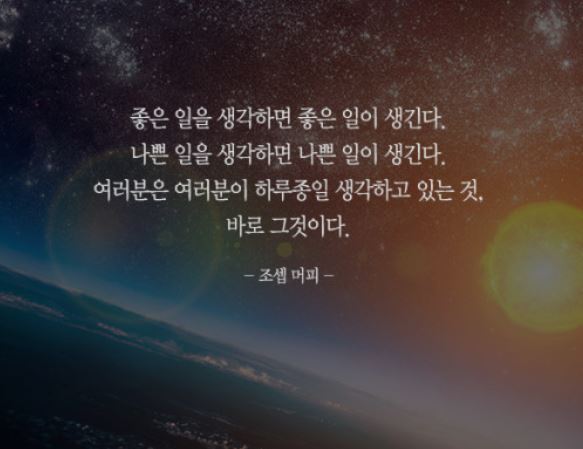 좋은 일을 생각하면 좋은 일이 생긴다.
나쁜 일을 생각하면 나쁜 일이 생긴다.
여러분은 여러분이 하루종일 생각하고 있는 것,
바로 그것이다.
– 조셉 머피 –